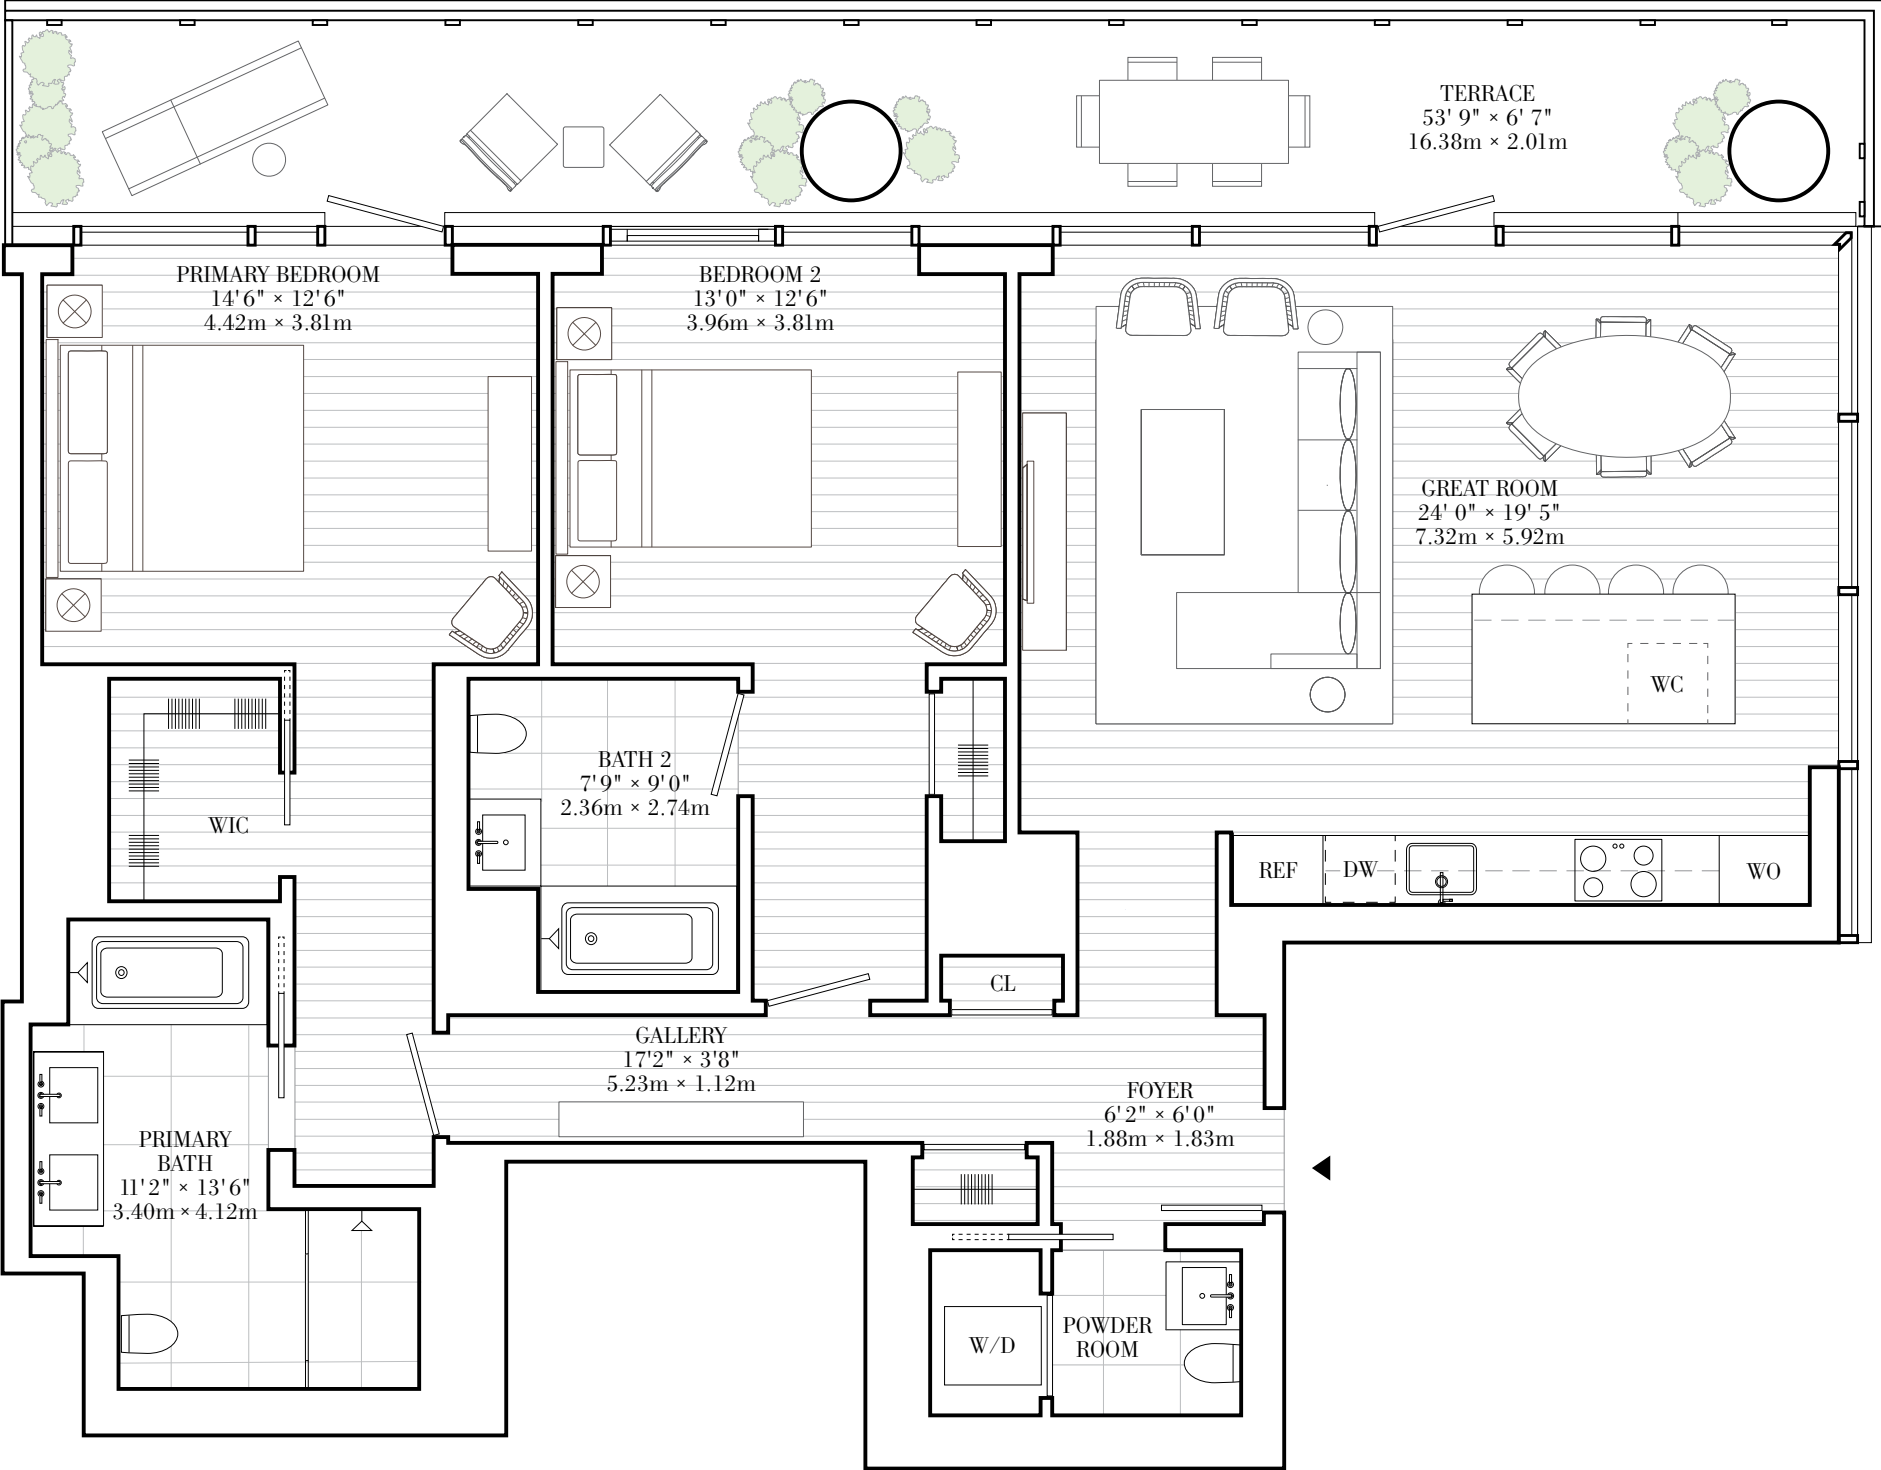 TERRACE
53' 9" × 6' 7"
16.38m × 2.01m
PRIMARY BEDROOM
14'6" × 12'6"
4.42m × 3.81m
BEDROOM 2
13'0" × 12'6"
3.96m × 3.81m
GREAT ROOM
24' 0" × 19' 5"
7.32m × 5.92m
WC
BATH 2
7'9" × 9'0"
2.36m × 2.74m
WIC
REF
DW
WO
CL
GALLERY
17'2" × 3'8"
5.23m × 1.12m
FOYER
6'2" × 6'0"
1.88m × 1.83m
PRIMARY
BATH
11'2" × 13'6"
3.40m × 4.12m
W/D
POWDER
ROOM